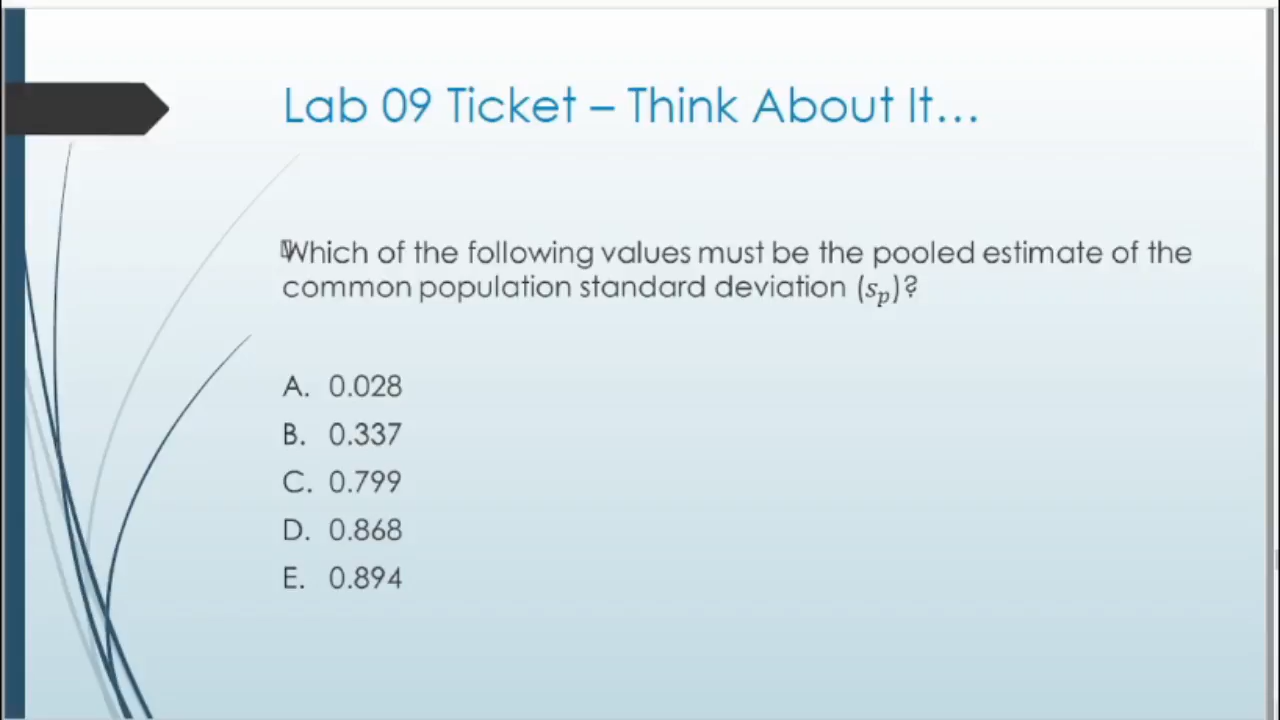 Lab 09 Ticket – Think About It...
Which of the following values must be the pooled estimate of the
common population standard deviation (sₚ)?
A. 0.028
B. 0.337
C. 0.799
D. 0.868
E. 0.894